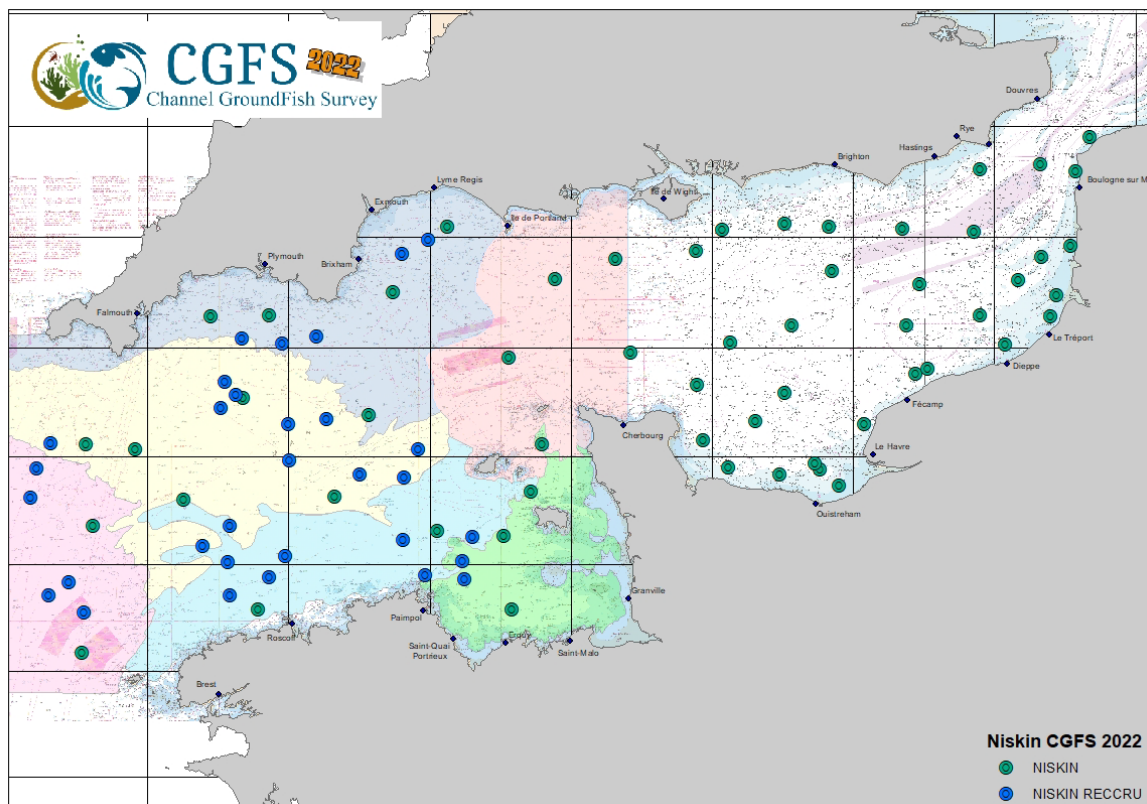 CGFS 2022
Channel GroundFish Survey
Douvres
Rye
Hastings
Brighton
Boulogne sur M
Lyme Regis
Ile de Wight
Exmouth
Ile de Portland
Plymouth
Brixham
Falmouth
Le Tréport
Dieppe
Fécamp
Cherbourg
Le Havre
Ouistreham
Granville
Paimpol
Roscoff
Saint-Quai
Portrieux
Erquy
Saint-Malo
Brest
Niskin CGFS 2022
NISKIN
NISKIN RECCRU